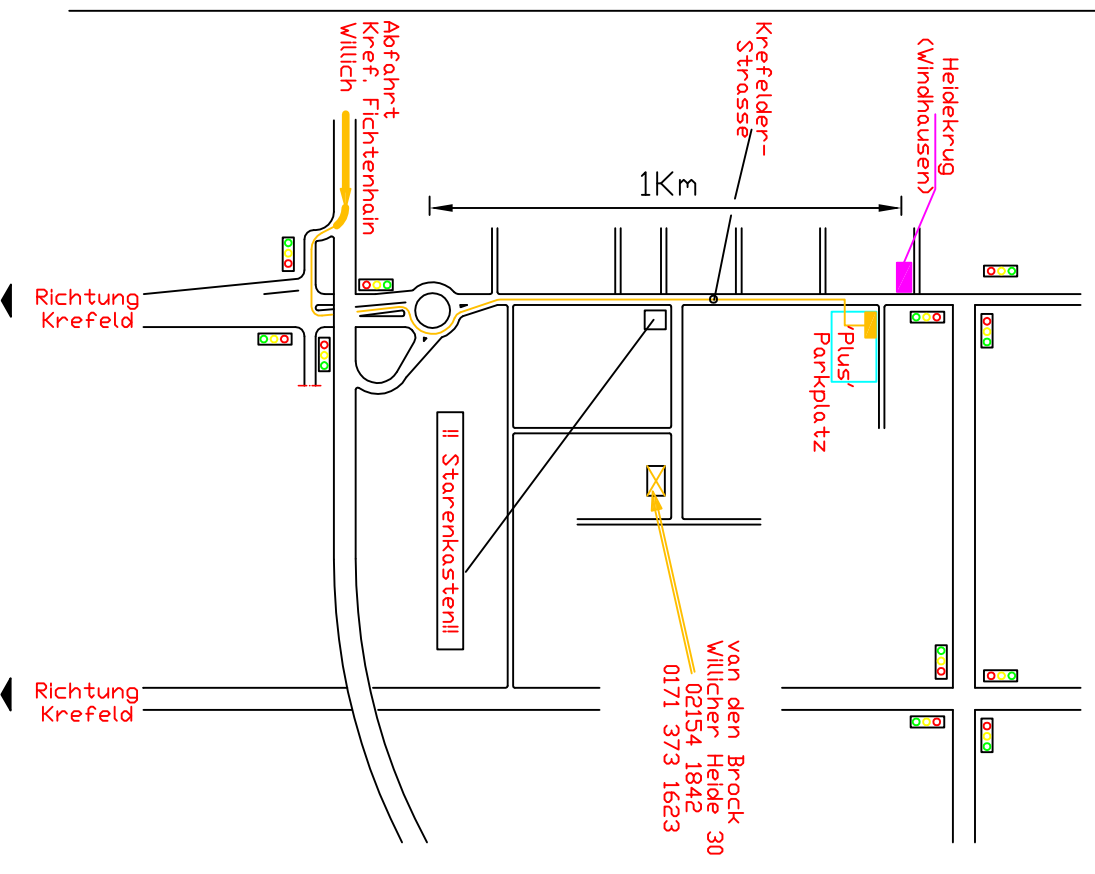 Abfahrt
Kref. Fichtenhain
Willich
Krefelder-
Strasse
Heidekrug
(Windhausen)
1Km
Richtung
Krefeld
'Plus'
Parkplatz
!! Starenkasten!!
van den Brock
Willicher Heide 30
02154 1842
0171 373 1623
Richtung
Krefeld